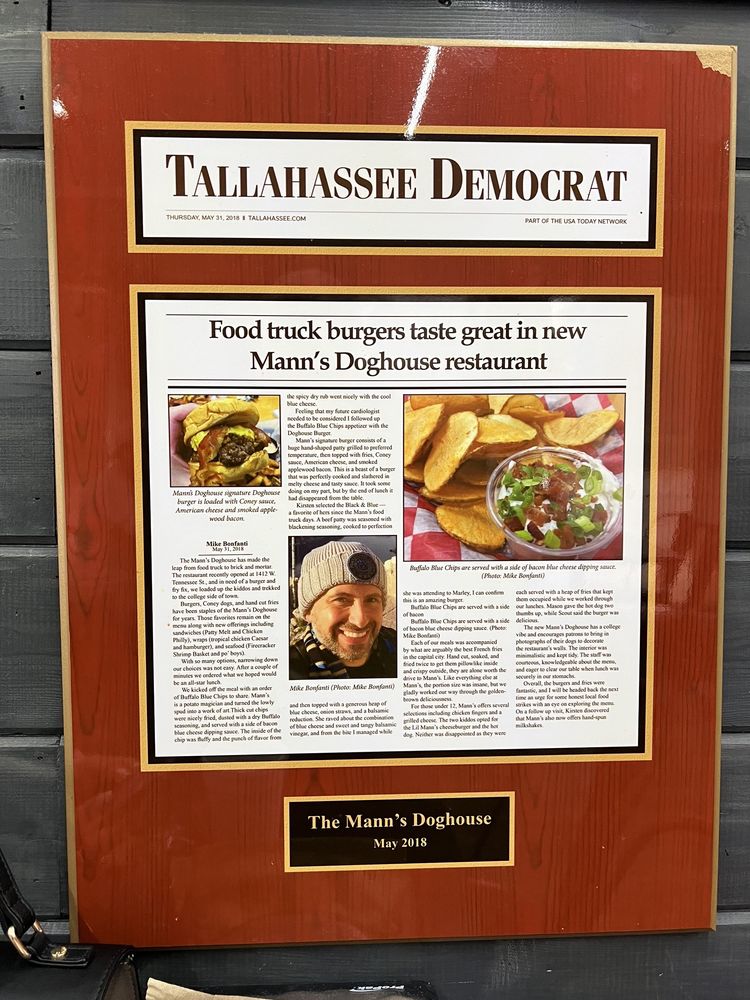 TALLAHASSEE DEMOCRAT
THURSDAY, MAY 31, 2018 | TALLAHASSEE.COM
PART OF THE USA TODAY NETWORK
Food truck burgers taste great in new
Mann's Doghouse restaurant
Mann's Doghouse signature Doghouse
burger is loaded with Coney sauce,
American cheese and smoked apple-
wood bacon.
Mike Bonfanti
May 31, 2018
The Mann's Doghouse has made the
leap from food truck to brick and mortar.
The restaurant recently opened at 1412 W.
Tennessee St., and in need of a burger and
fry fix, we loaded up the kiddos and trekked
to the college side of town.
Burgers, Coney dogs, and hand cut fries
have been staples of the Mann's Doghouse
for years. Those favorites remain on the
menu along with new offerings including
sandwiches (Patty Melt and Chicken
Philly), wraps (tropical chicken Caesar
and hamburger), and seafood (Firecracker
Shrimp Basket and po' boys).
With so many options, narrowing down
our choices was not easy. After a couple of
minutes we ordered what we hoped would
be an all-star lunch.
We kicked off the meal with an order
of Buffalo Blue Chips to share. Mann's
is a potato magician and turned the lowly
spud into a work of art. Thick cut chips
were nicely fried, dusted with a dry Buffalo
seasoning, and served with a side of bacon
blue cheese dipping sauce. The inside of the
chip was fluffy and the punch of flavor from
the spicy dry rub went nicely with the cool
blue cheese.
Feeling that my future cardiologist
needed to be considered I followed up
the Buffalo Blue Chips appetizer with the
Doghouse Burger.
Mann's signature burger consists of a
huge hand-shaped patty grilled to preferred
temperature, then topped with fries, Coney
sauce, American cheese, and smoked
applewood bacon. This is a beast of a burger
that was perfectly cooked and slathered in
melty cheese and tasty sauce. It took some
doing on my part, but by the end of lunch it
had disappeared from the table.
Kirsten selected the Black & Blue —
a favorite of hers since the Mann's food
truck days. A beef patty was seasoned with
blackening seasoning, cooked to perfection
Mike Bonfanti (Photo: Mike Bonfanti)
and then topped with a generous heap of
blue cheese, onion straws, and a balsamic
reduction. She raved about the combination
of blue cheese and sweet and tangy balsamic
vinegar, and from the bite I managed while
Buffalo Blue Chips are served with a side of bacon blue cheese dipping sauce.
(Photo: Mike Bonfanti)
she was attending to Marley, I can confirm
this is an amazing burger.
Buffalo Blue Chips are served with a side
of bacon
Buffalo Blue Chips are served with a side
of bacon blue cheese dipping sauce. (Photo:
Mike Bonfanti)
Each of our meals was accompanied
by what are arguably the best French fries
in the capital city. Hand cut, soaked, and
fried twice to get them pillowlike inside
and crispy outside, they are alone worth the
drive to Mann's. Like everything else at
Mann's, the portion size was insane, but we
gladly worked our way through the golden-
brown deliciousness.
For those under 12, Mann's offers several
selections including chicken fingers and a
grilled cheese. The two kiddos opted for
the Lil Mann's cheeseburger and the hot
dog. Neither was disappointed as they were
each served with a heap of fries that kept
them occupied while we worked through
our lunches. Mason gave the hot dog two
thumbs up, while Scout said the burger was
delicious.
The new Mann's Doghouse has a college
vibe and encourages patrons to bring in
photographs of their dogs to decorate
the restaurant's walls. The interior was
minimalistic and kept tidy. The staff was
courteous, knowledgeable about the menu,
and eager to clear our table when lunch was
securely in our stomachs.
Overall, the burgers and fries were
fantastic, and I will be headed back the next
time an urge for some honest local food
strikes with an eye on exploring the menu.
On a follow up visit, Kirsten discovered
that Mann's also now offers hand-spun
milkshakes.
The Mann's Doghouse
May 2018
ProPak